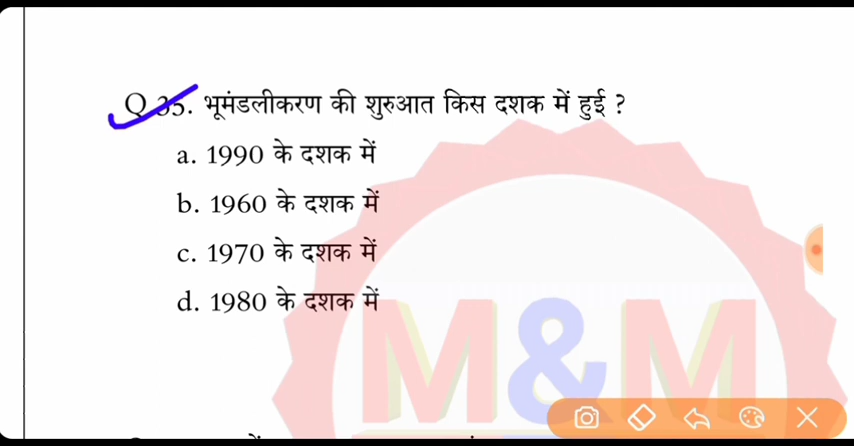 Q 35. भूमंडलीकरण की शुरुआत किस दशक में हुई ?
a. 1990 के दशक में
b. 1960 के दशक में
c. 1970 के दशक में
d. 1980 के दशक में
M&M